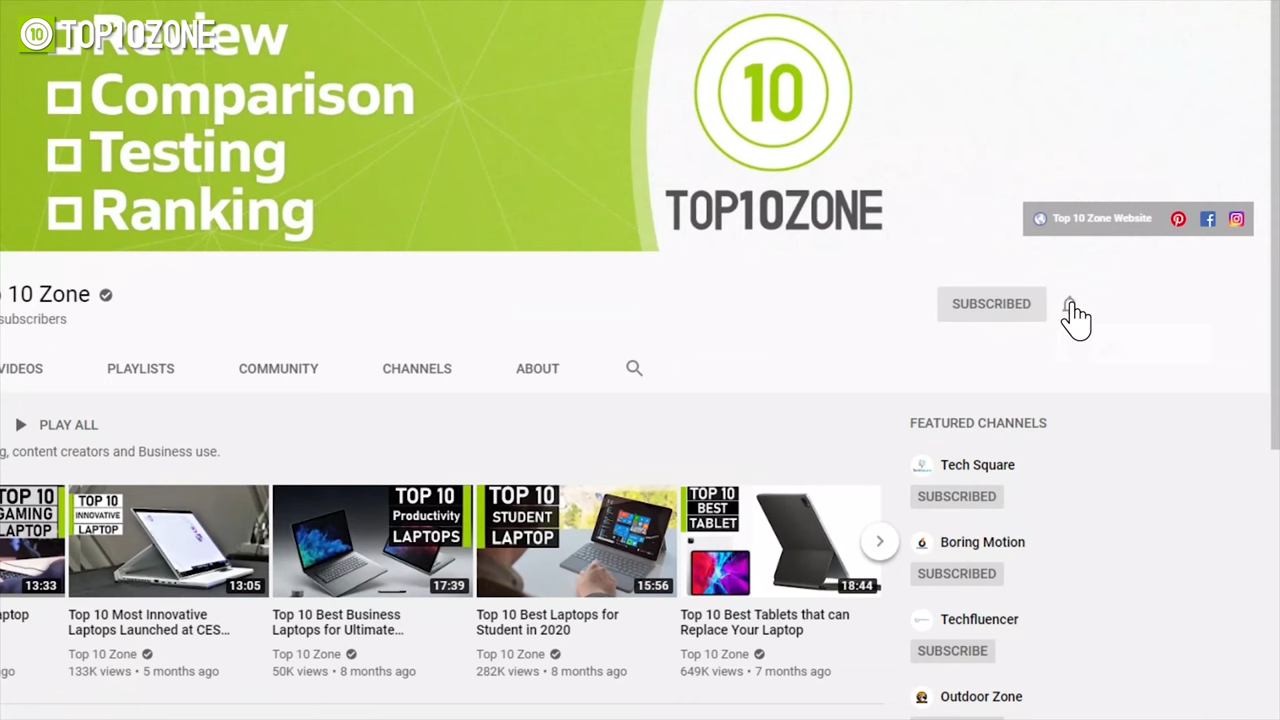 TOP10ZONE
Review
Comparison
Testing
Ranking
10
TOP10ZONE
Top 10 Zone Website
10 Zone
subscribers
SUBSCRIBED
VIDEOS
PLAYLISTS
COMMUNITY
CHANNELS
ABOUT
PLAY ALL
g, content creators and Business use.
FEATURED CHANNELS
Tech Square
SUBSCRIBED
Boring Motion
SUBSCRIBED
Techfluencer
SUBSCRIBE
Outdoor Zone
TOP 10
GAMING
LAPTOP
13:33
aptop
ago
TOP 10
INNOVATIVE
LAPTOP
13:05
Top 10 Most Innovative
Laptops Launched at CES...
Top 10 Zone
133K views • 5 months ago
TOP 10
Productivity
LAPTOPS
17:39
Top 10 Best Business
Laptops for Ultimate...
Top 10 Zone
50K views • 8 months ago
TOP 10
STUDENT
LAPTOP
15:56
Top 10 Best Laptops for
Student in 2020
Top 10 Zone
282K views • 8 months ago
TOP 10
BEST
TABLET
18:44
Top 10 Best Tablets that can
Replace Your Laptop
Top 10 Zone
649K views • 7 months ago